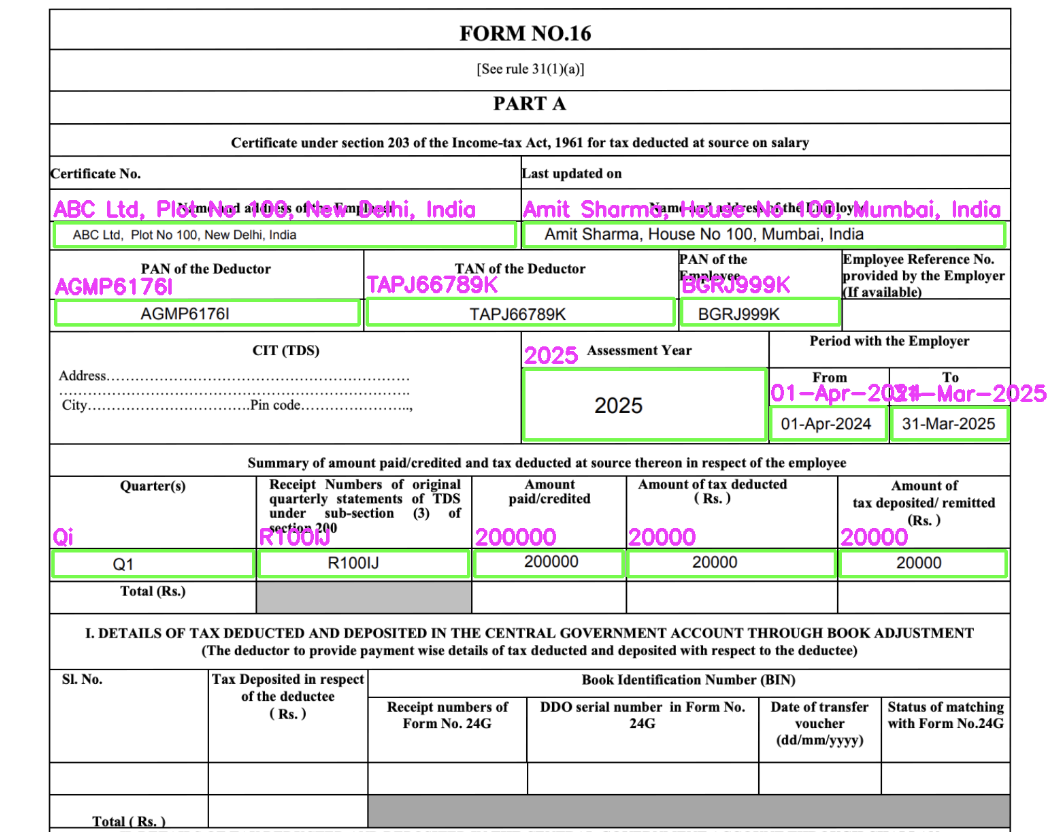 FORM NO.16
[See rule 31(1)(a)]
PART A
Certificate under section 203 of the Income-tax Act, 1961 for tax deducted at source on salary
Certificate No.
Last updated on
Name and address of the Employer
ABC Ltd, Plot No 100, New Delhi, India
ABC Ltd, Plot No 100, New Delhi, India
Name and address of the Employee
Amit Sharma, House No 100, Mumbai, India
Amit Sharma, House No 100, Mumbai, India
PAN of the Deductor
AGMP6176I
AGMP6176I
TAN of the Deductor
TAPJ66789K
TAPJ66789K
PAN of the
Employee
BGRJ999K
BGRJ999K
Employee Reference No.
provided by the Employer
(If available)
CIT (TDS)
Address……………………………………………
…………………………………………………………
City…………………………Pin code……………………..,
2025
Assessment Year
2025
Period with the Employer
From
01-Apr-2024
01-Apr-2024
To
31-Mar-2025
31-Mar-2025
Summary of amount paid/credited and tax deducted at source thereon in respect of the employee
Quarter(s)
Qi
Q1
Receipt Numbers of original
quarterly statements of TDS
under sub-section (3) of
section 200
R100IJ
R100IJ
Amount
paid/credited
200000
200000
Amount of tax deducted
( Rs. )
20000
20000
Amount of
tax deposited/ remitted
(Rs. )
20000
20000
Total (Rs.)
I. DETAILS OF TAX DEDUCTED AND DEPOSITED IN THE CENTRAL GOVERNMENT ACCOUNT THROUGH BOOK ADJUSTMENT
(The deductor to provide payment wise details of tax deducted and deposited with respect to the deductee)
Sl. No.
Tax Deposited in respect
of the deductee
( Rs. )
Book Identification Number (BIN)
Receipt numbers of
Form No. 24G
DDO serial number in Form No.
24G
Date of transfer
voucher
(dd/mm/yyyy)
Status of matching
with Form No.24G
Total ( Rs. )